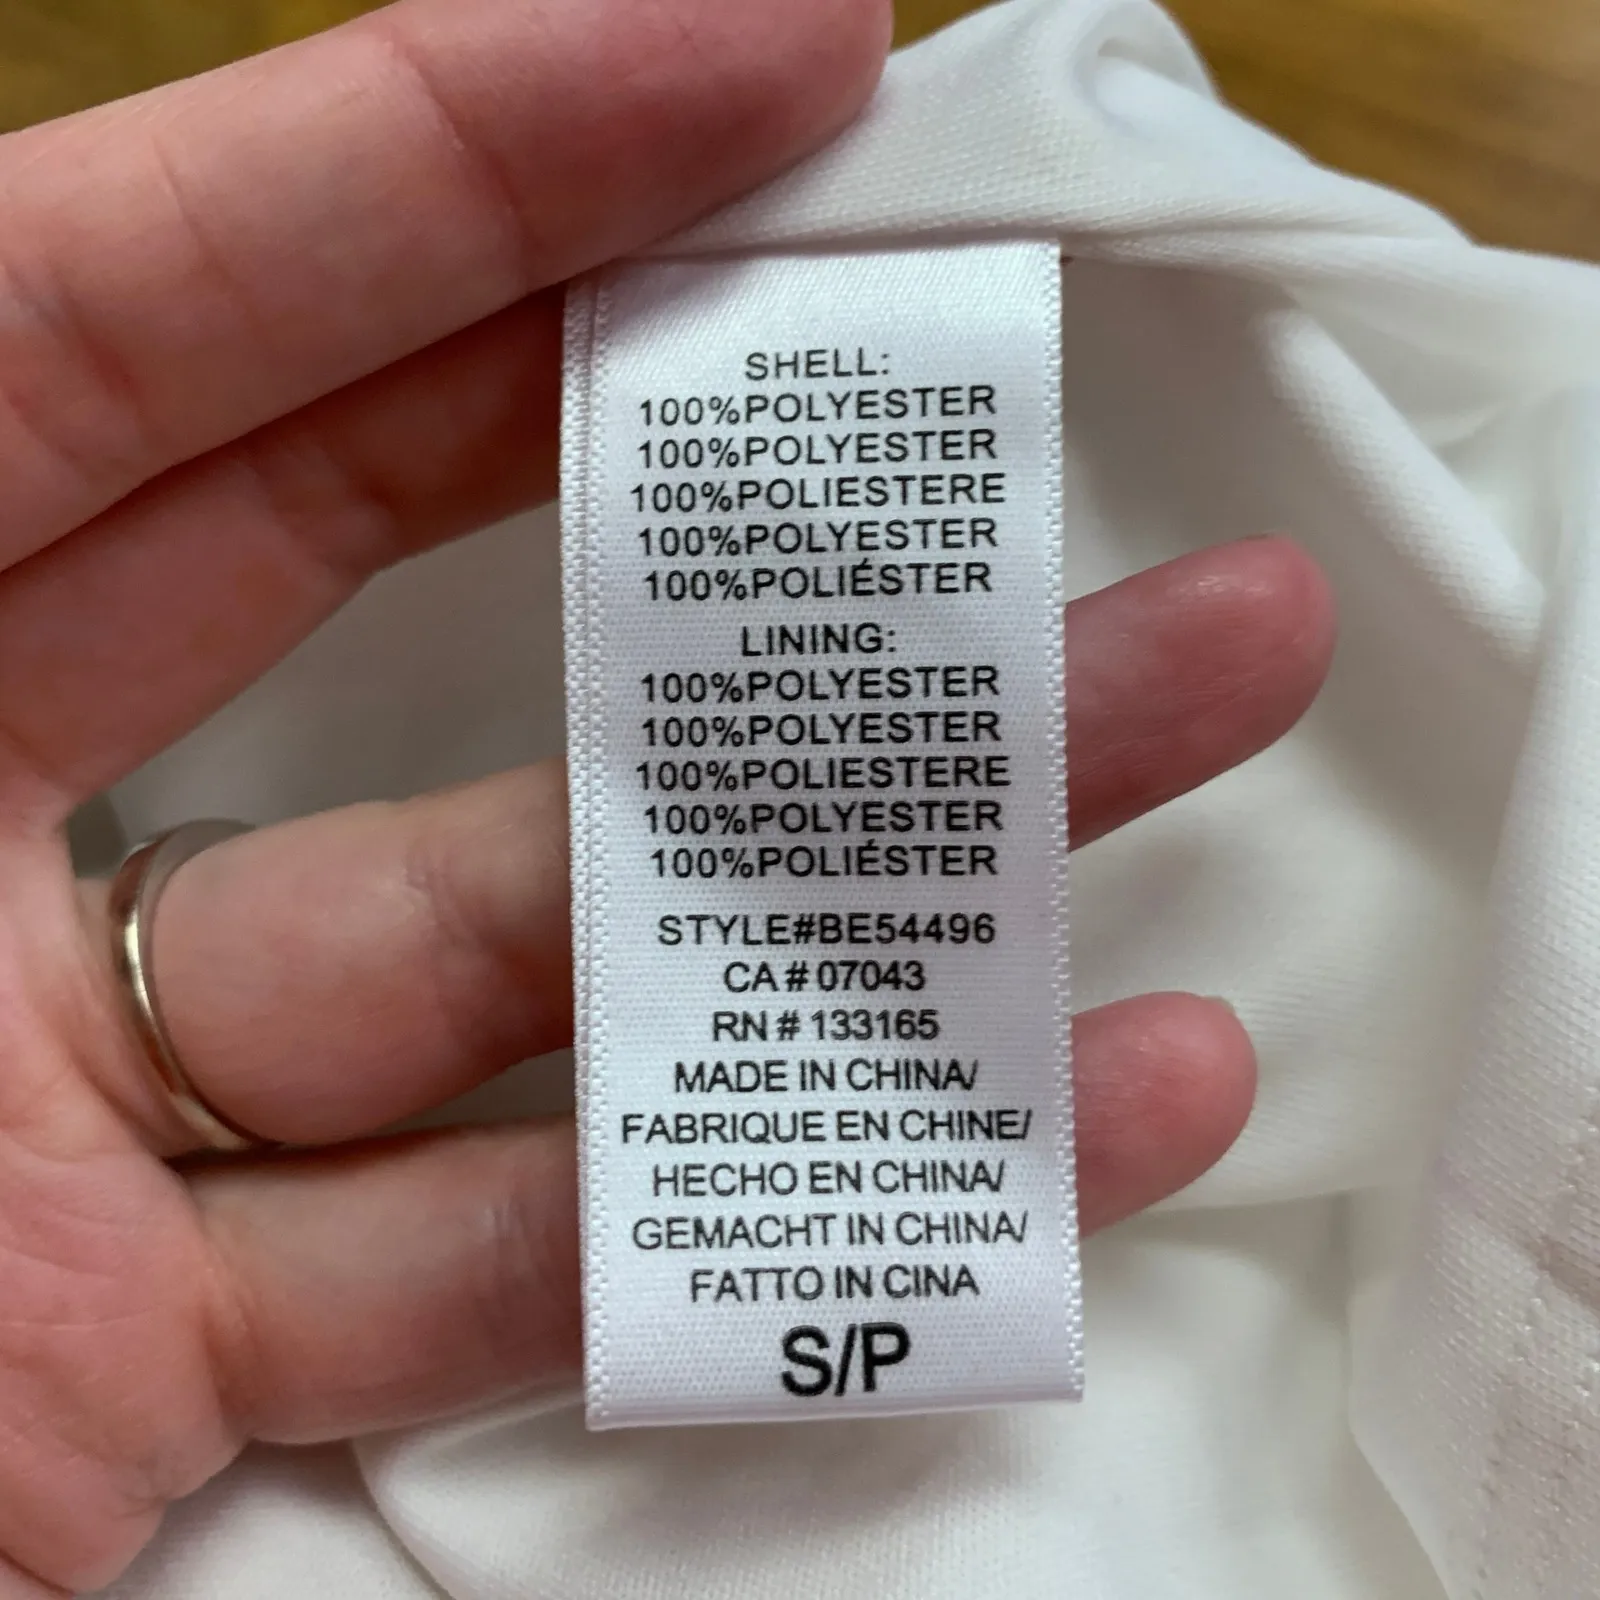 SHELL:
100%POLYESTER
100%POLYESTER
100%POLIESTERE
100%POLYESTER
100%POLIÉSTER
LINING:
100%POLYESTER
100%POLYESTER
100%POLIESTERE
100%POLYESTER
100%POLIÉSTER
STYLE#BE54496
CA # 07043
RN # 133165
MADE IN CHINA/
FABRIQUE EN CHINE/
HECHO EN CHINA/
GEMACHT IN CHINA/
FATTO IN CINA
S/P